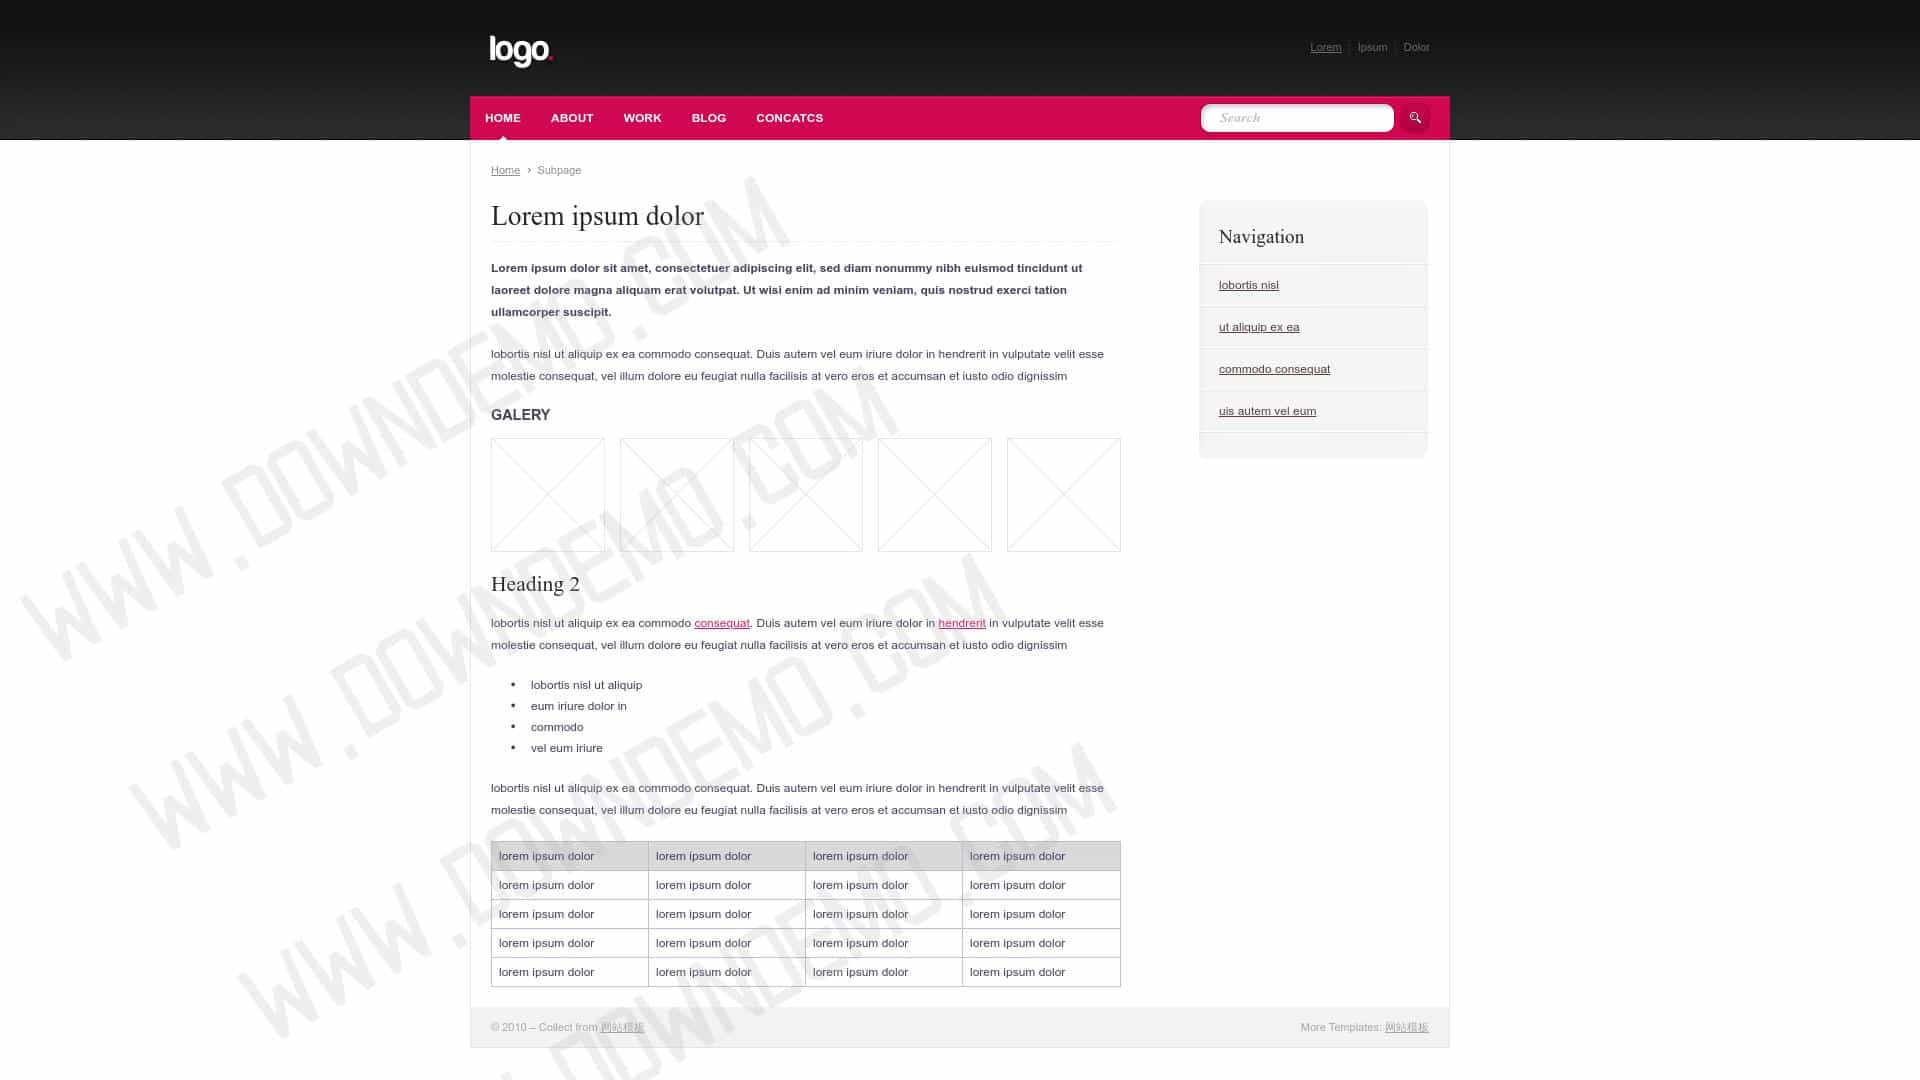 logo.
Lorem Ipsum Dolor
HOME ABOUT WORK BLOG CONCATCS
Search
Home › Subpage
Lorem ipsum dolor
Lorem ipsum dolor sit amet, consectetuer adipiscing elit, sed diam nonummy nibh euismod tincidunt ut
laoreet dolore magna aliquam erat volutpat. Ut wisi enim ad minim veniam, quis nostrud exerci tation
ullamcorper suscipit.
lobortis nisl ut aliquip ex ea commodo consequat. Duis autem vel eum iriure dolor in hendrerit in vulputate velit esse
molestie consequat, vel illum dolore eu feugiat nulla facilisis at vero eros et accumsan et iusto odio dignissim
GALERY
Heading 2
lobortis nisl ut aliquip ex ea commodo consequat. Duis autem vel eum iriure dolor in hendrerit in vulputate velit esse
molestie consequat, vel illum dolore eu feugiat nulla facilisis at vero eros et accumsan et iusto odio dignissim
• lobortis nisl ut aliquip
• eum iriure dolor in
• commodo
• vel eum iriure
lobortis nisl ut aliquip ex ea commodo consequat. Duis autem vel eum iriure dolor in hendrerit in vulputate velit esse
molestie consequat, vel illum dolore eu feugiat nulla facilisis at vero eros et accumsan et iusto odio dignissim
lorem ipsum dolor lorem ipsum dolor lorem ipsum dolor lorem ipsum dolor
lorem ipsum dolor lorem ipsum dolor lorem ipsum dolor lorem ipsum dolor
lorem ipsum dolor lorem ipsum dolor lorem ipsum dolor lorem ipsum dolor
lorem ipsum dolor lorem ipsum dolor lorem ipsum dolor lorem ipsum dolor
lorem ipsum dolor lorem ipsum dolor lorem ipsum dolor lorem ipsum dolor
Navigation
lobortis nisl
ut aliquip ex ea
commodo consequat
uis autem vel eum
© 2010 – Collect from 网站模板
More Templates: 网站模板
WWW.DOWNDEMO.COM
WWW.DOWNDEMO.COM
WWW.DOWNDEMO.COM
DOWNDEMO.COM